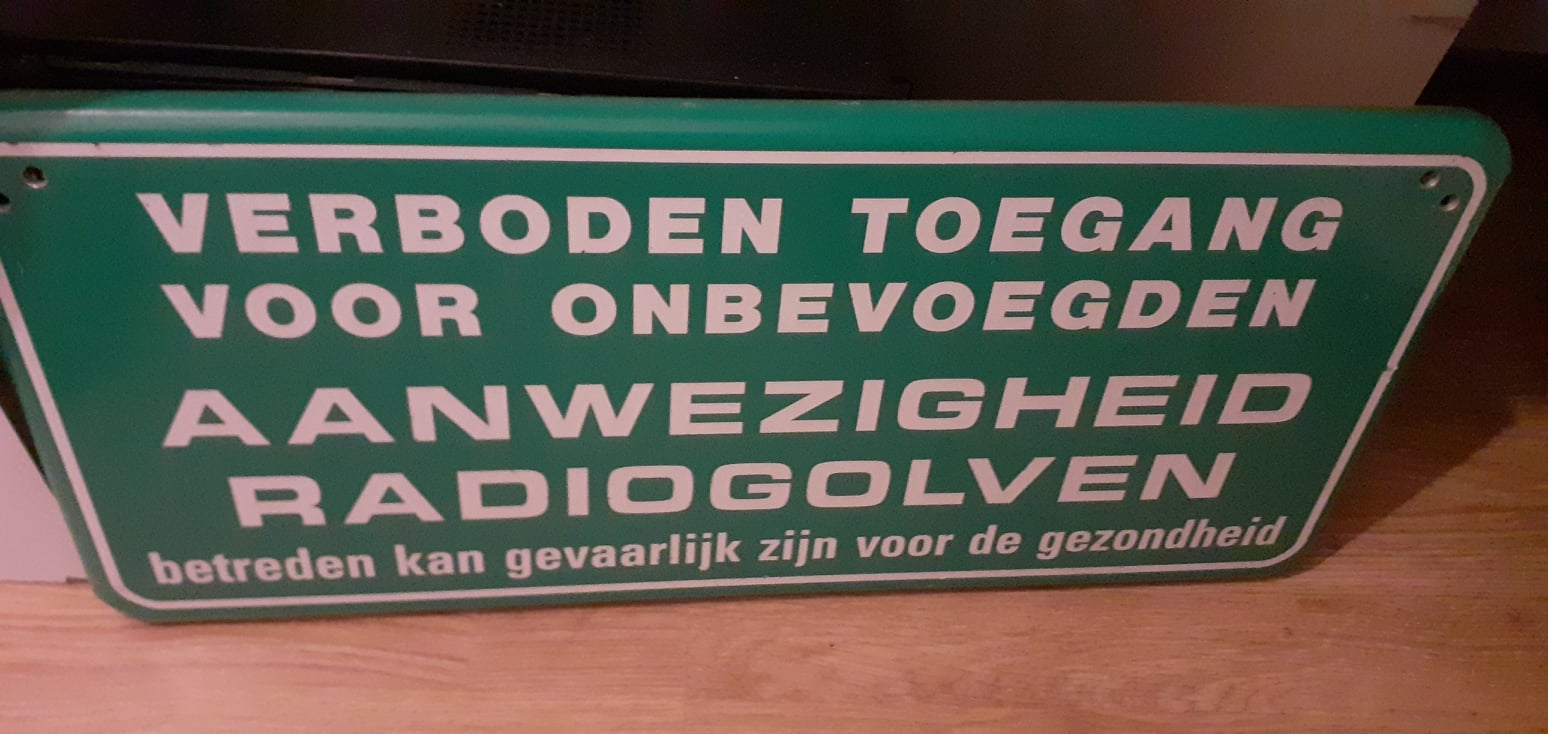 VERBODEN TOEGANG
VOOR ONBEVOEGDEN
AANWEZIGHEID
RADIOGOLVEN
betreden kan gevaarlijk zijn voor de gezondheid